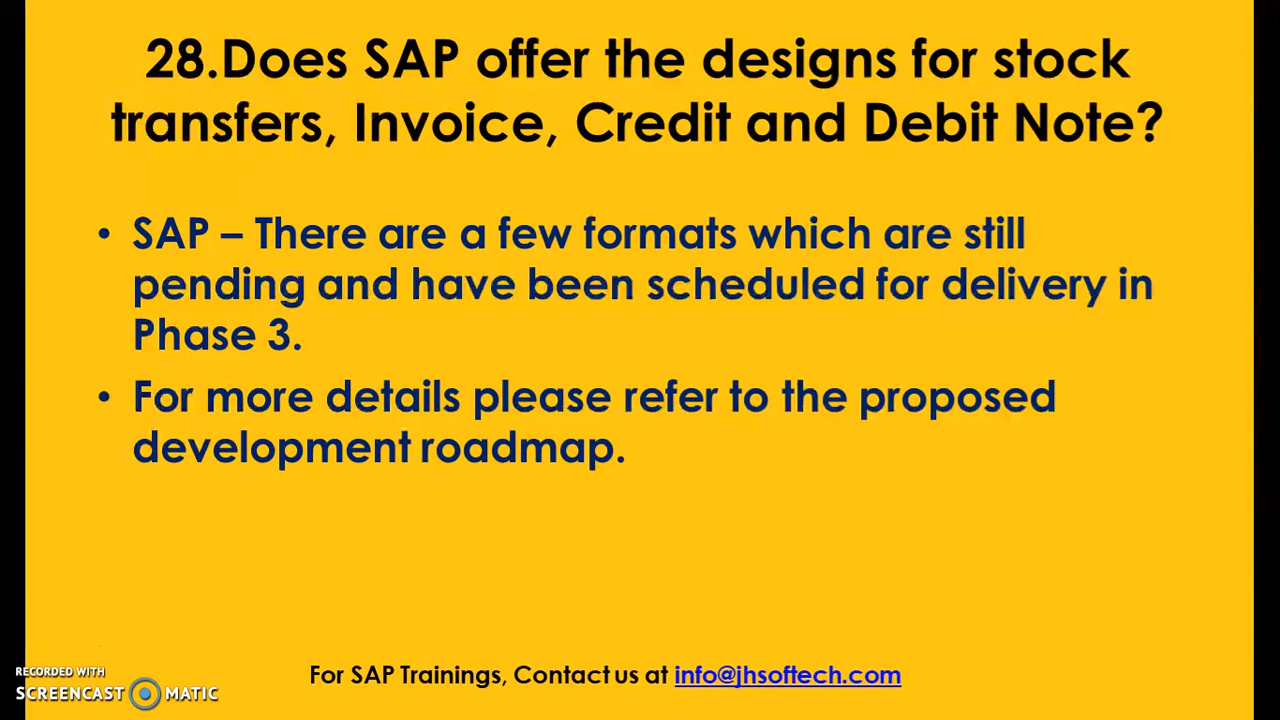 28.Does SAP offer the designs for stock
transfers, Invoice, Credit and Debit Note?
• SAP – There are a few formats which are still
pending and have been scheduled for delivery in
Phase 3.
• For more details please refer to the proposed
development roadmap.
For SAP Trainings, Contact us at info@jhsoftech.com
RECORDED WITH
SCREENCAST MATIC